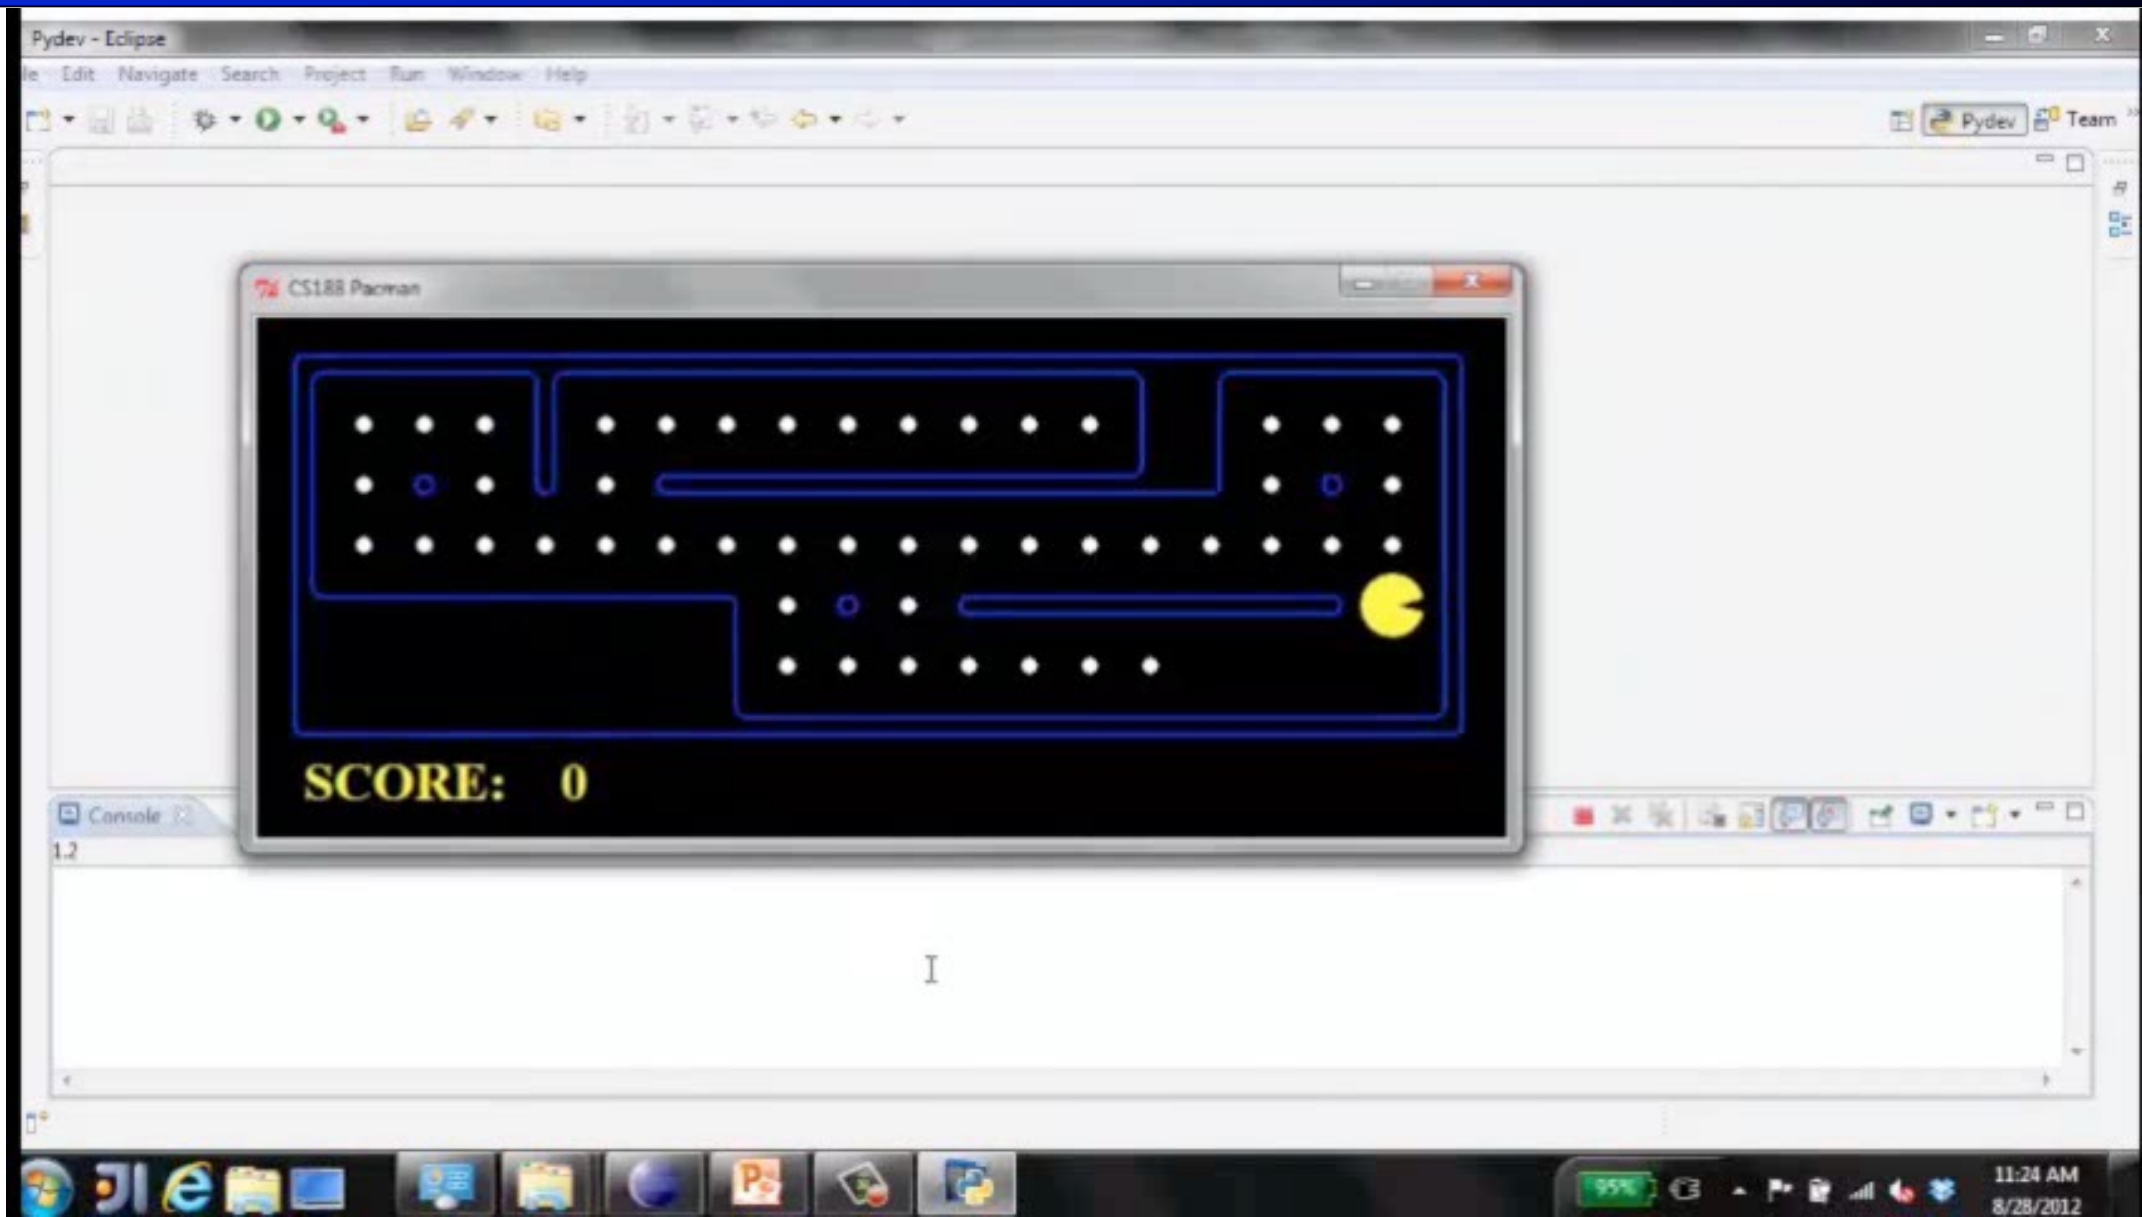 Pydev - Eclipse
Edit Navigate Search Project Run Window Help
Pydev Team
CS188 Pacman
SCORE: 0
Console
1.2
95%
11:24 AM
8/28/2012